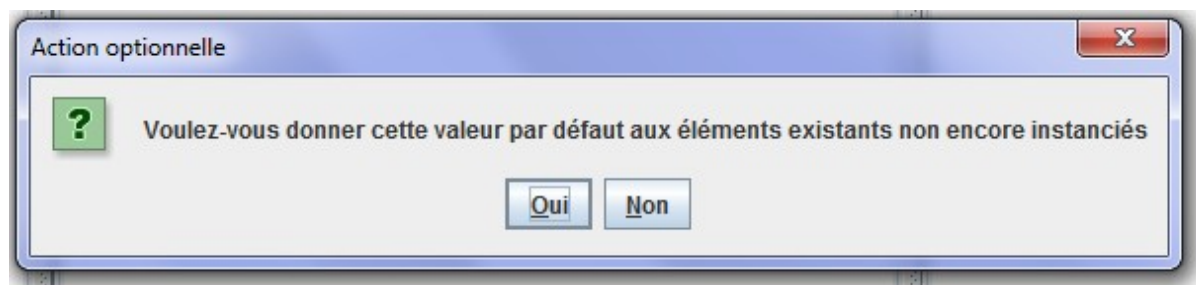 Action optionnelle
Voulez-vous donner cette valeur par défaut aux éléments existants non encore instanciés
Oui Non